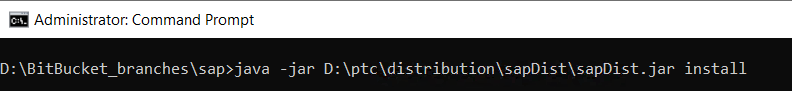 Administrator: Command Prompt
D:\BitBucket_branches\sap>java -jar D:\ptc\distribution\sapDist\sapDist.jar install